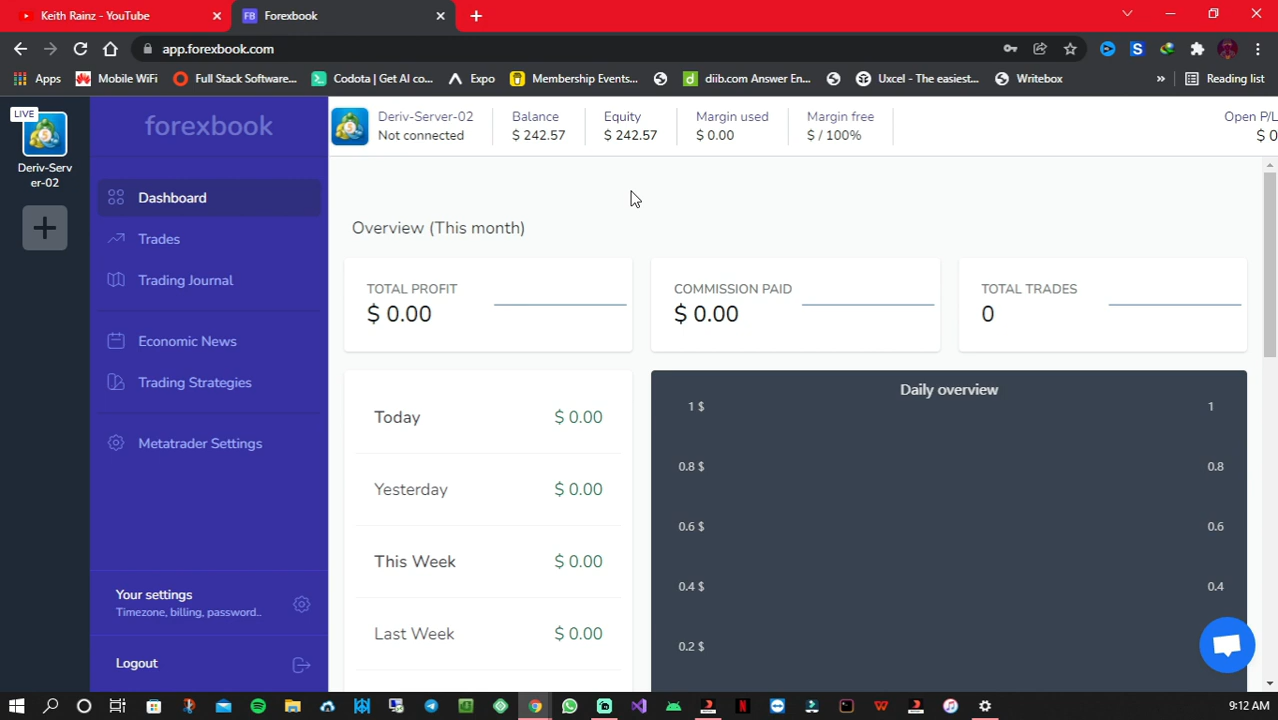 Keith Rainz - YouTube
FB Forexbook
app.forexbook.com
Apps
Mobile WiFi
Full Stack Software...
Codota | Get AI co...
Expo
Membership Events...
diib.com Answer En...
Uxcel - The easiest...
Writebox
»
Reading list
LIVE
Deriv-Serv
er-02
forexbook
Dashboard
Trades
Trading Journal
Economic News
Trading Strategies
Metatrader Settings
Your settings
Timezone, billing, password..
Logout
Deriv-Server-02
Not connected
Balance
$ 242.57
Equity
$ 242.57
Margin used
$ 0.00
Margin free
$ / 100%
Open P/L
$ 0
Overview (This month)
TOTAL PROFIT
$ 0.00
COMMISSION PAID
$ 0.00
TOTAL TRADES
0
Today $ 0.00
Yesterday $ 0.00
This Week $ 0.00
Last Week $ 0.00
Daily overview
1 $ 1
0.8 $ 0.8
0.6 $ 0.6
0.4 $ 0.4
0.2 $
9:12 AM